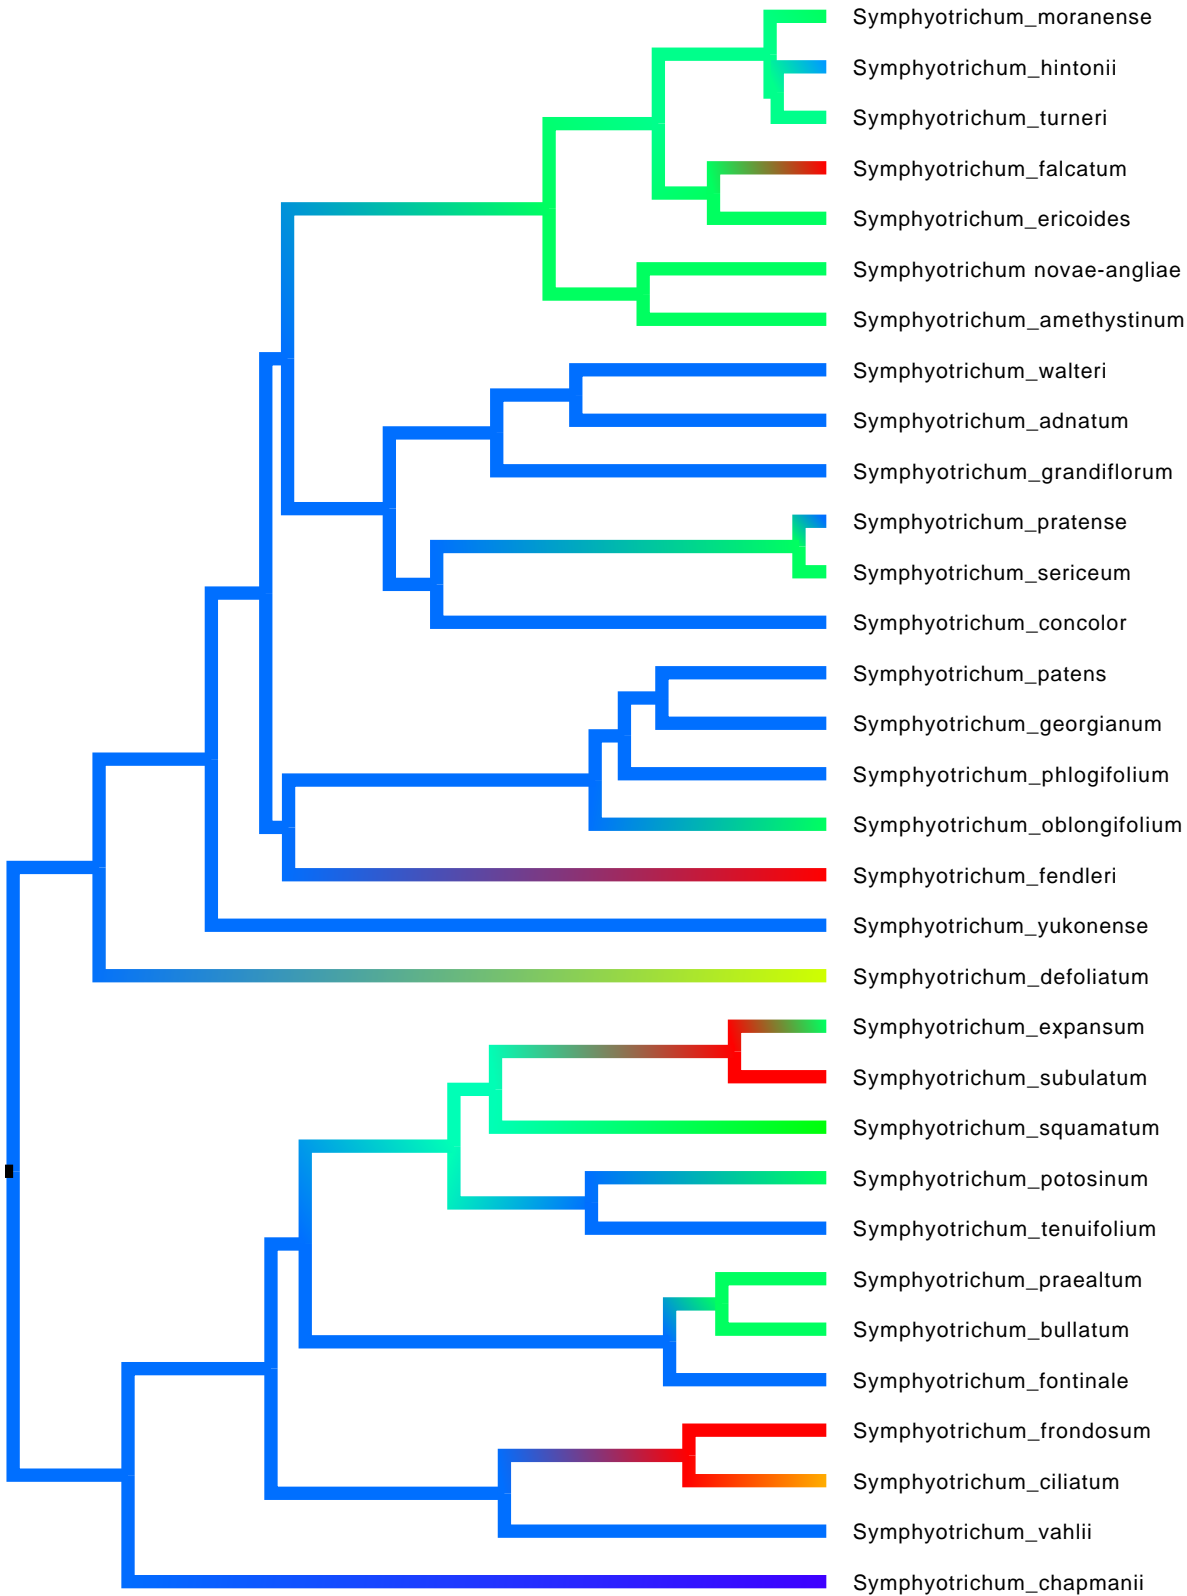 Symphyotrichum_moranense
Symphyotrichum_hintonii
Symphyotrichum_turneri
Symphyotrichum_falcatum
Symphyotrichum_ericoides
Symphyotrichum novae-angliae
Symphyotrichum_amethystinum
Symphyotrichum_walteri
Symphyotrichum_adnatum
Symphyotrichum_grandiflorum
Symphyotrichum_pratense
Symphyotrichum_sericeum
Symphyotrichum_concolor
Symphyotrichum_patens
Symphyotrichum_georgianum
Symphyotrichum_phlogifolium
Symphyotrichum_oblongifolium
Symphyotrichum_fendleri
Symphyotrichum_yukonense
Symphyotrichum_defoliatum
Symphyotrichum_expansum
Symphyotrichum_subulatum
Symphyotrichum_squamatum
Symphyotrichum_potosinum
Symphyotrichum_tenuifolium
Symphyotrichum_praealtum
Symphyotrichum_bullatum
Symphyotrichum_fontinale
Symphyotrichum_frondosum
Symphyotrichum_ciliatum
Symphyotrichum_vahlii
Symphyotrichum_chapmanii